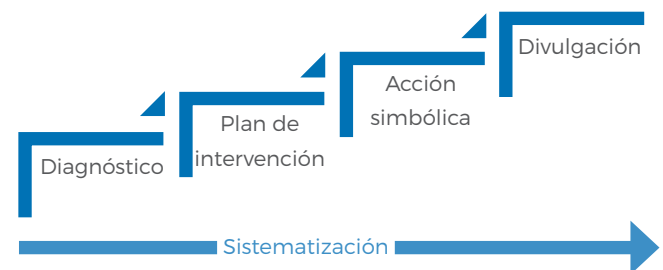 Diagnóstico
Plan de
intervención
Acción
simbólica
Divulgación
Sistematización